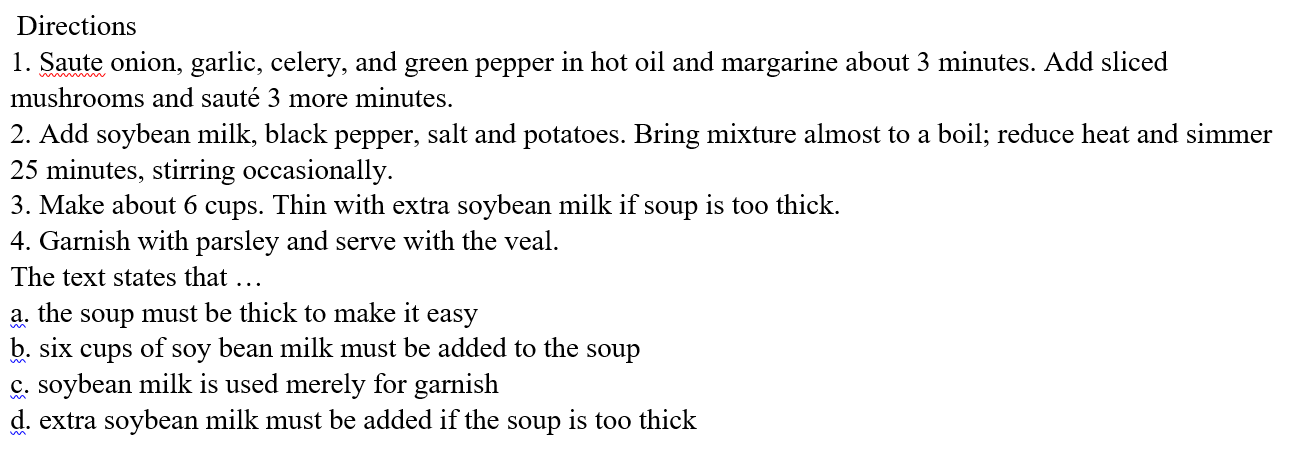 Directions
1. Saute onion, garlic, celery, and green pepper in hot oil and margarine about 3 minutes. Add sliced
mushrooms and sauté 3 more minutes.
2. Add soybean milk, black pepper, salt and potatoes. Bring mixture almost to a boil; reduce heat and simmer
25 minutes, stirring occasionally.
3. Make about 6 cups. Thin with extra soybean milk if soup is too thick.
4. Garnish with parsley and serve with the veal.
The text states that …
a. the soup must be thick to make it easy
b. six cups of soy bean milk must be added to the soup
c. soybean milk is used merely for garnish
d. extra soybean milk must be added if the soup is too thick